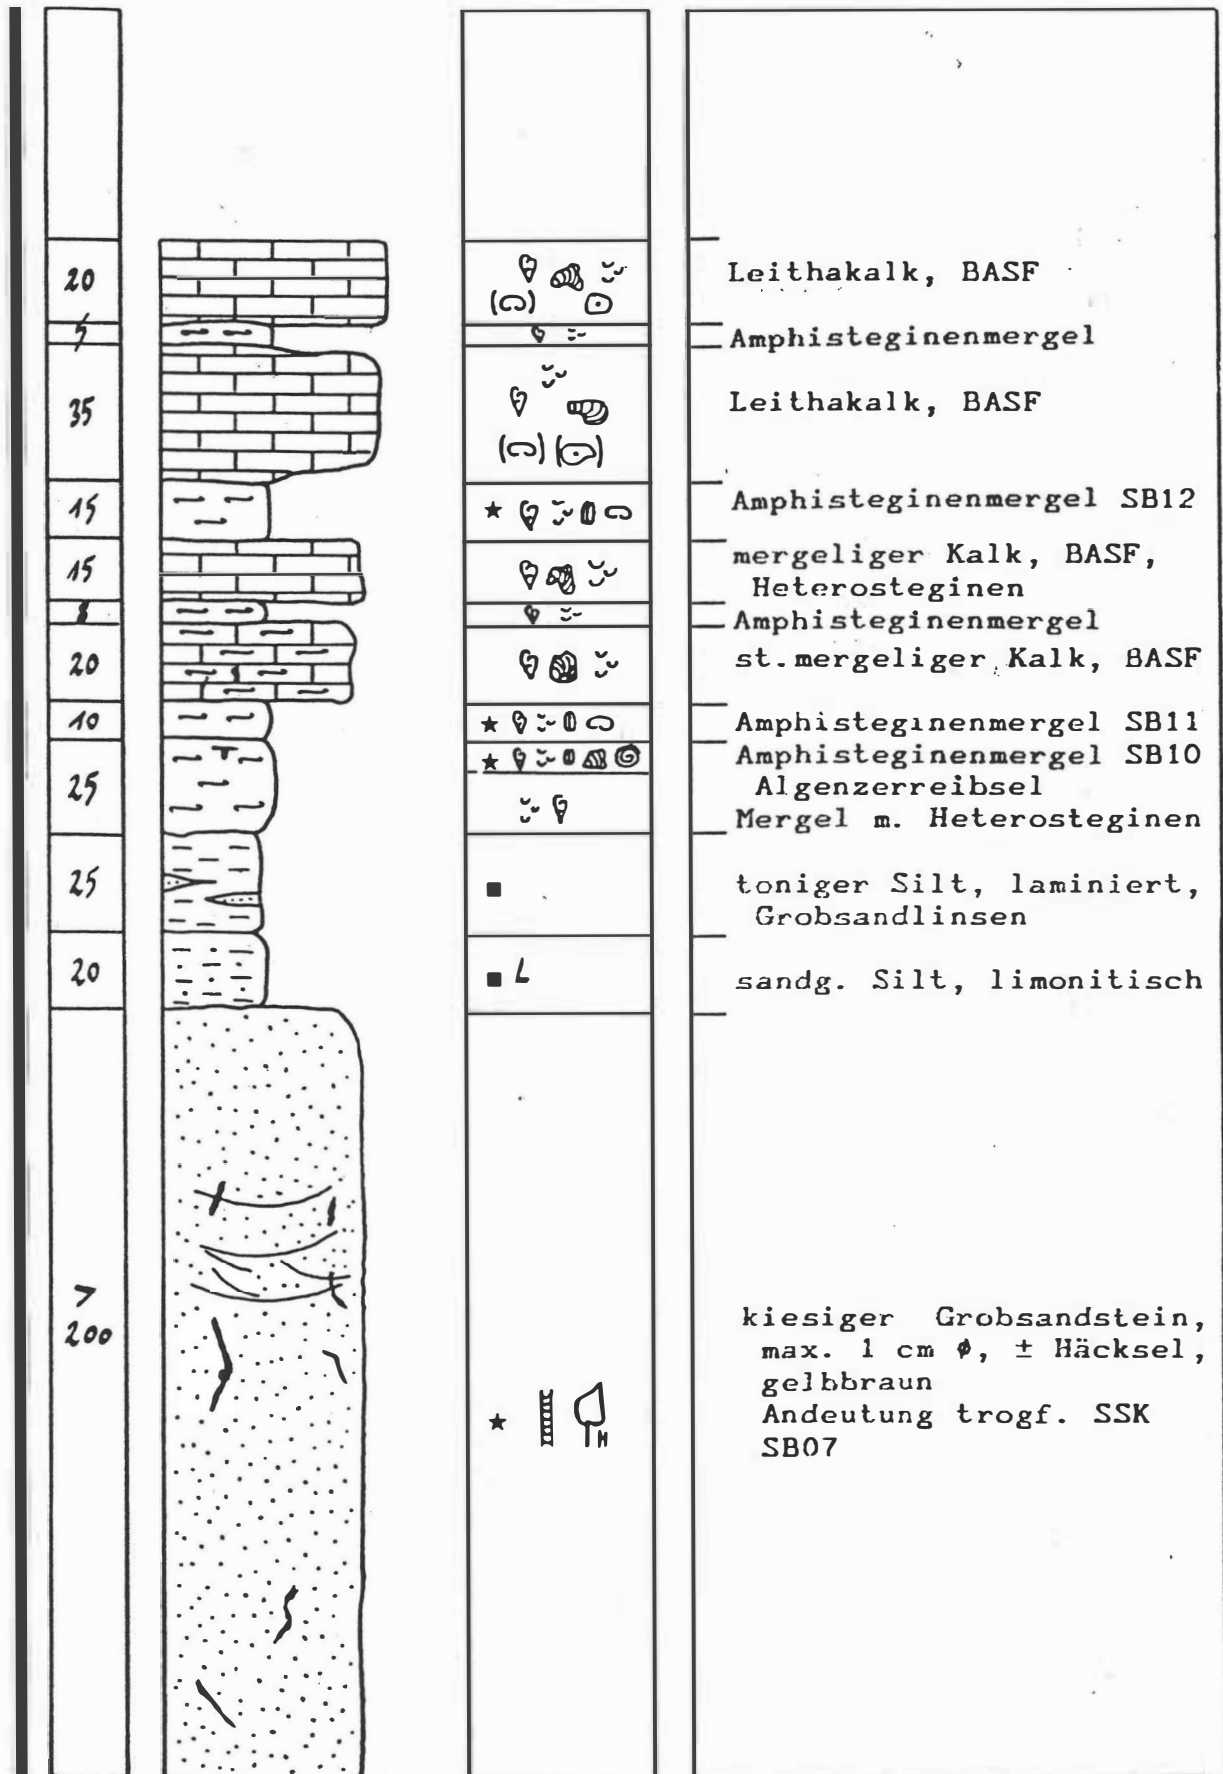 20
Leithakalk, BASF
5
Amphisteginenmergel
35
Leithakalk, BASF
15
Amphisteginenmergel SB12
15
mergeliger Kalk, BASF,
Heterosteginen
Amphisteginenmergel
20
st.mergeliger Kalk, BASF
10
Amphisteginenmergel SB11
25
Amphisteginenmergel SB10
Algenzerreibsel
Mergel m. Heterosteginen
25
toniger Silt, laminiert,
Grobsandlinsen
20
L
sandg. Silt, limonitisch
>
200
kiesiger Grobsandstein,
max. 1 cm ø, ± Häcksel,
gelbbraun
Andeutung trogf. SSK
SB07
M